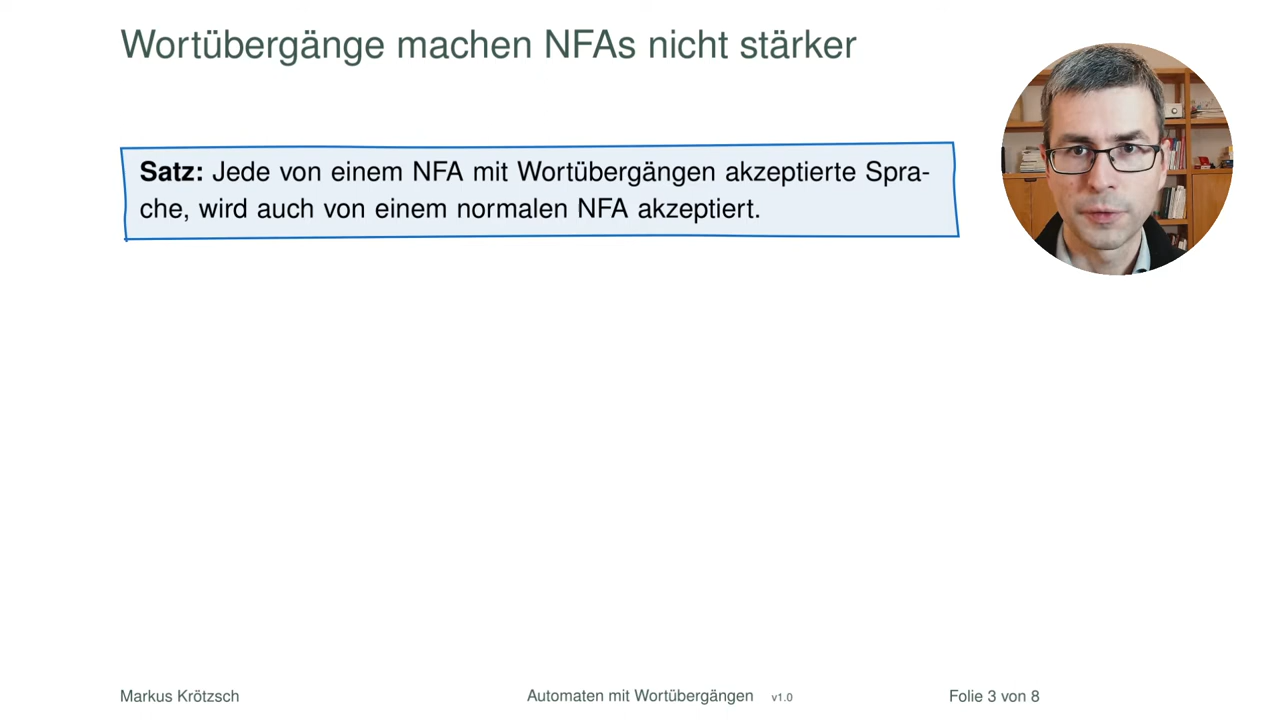 Wortübergänge machen NFAs nicht stärker
Satz: Jede von einem NFA mit Wortübergängen akzeptierte Spra-
che, wird auch von einem normalen NFA akzeptiert.
Markus Krötzsch Automaten mit Wortübergängen v1.0 Folie 3 von 8